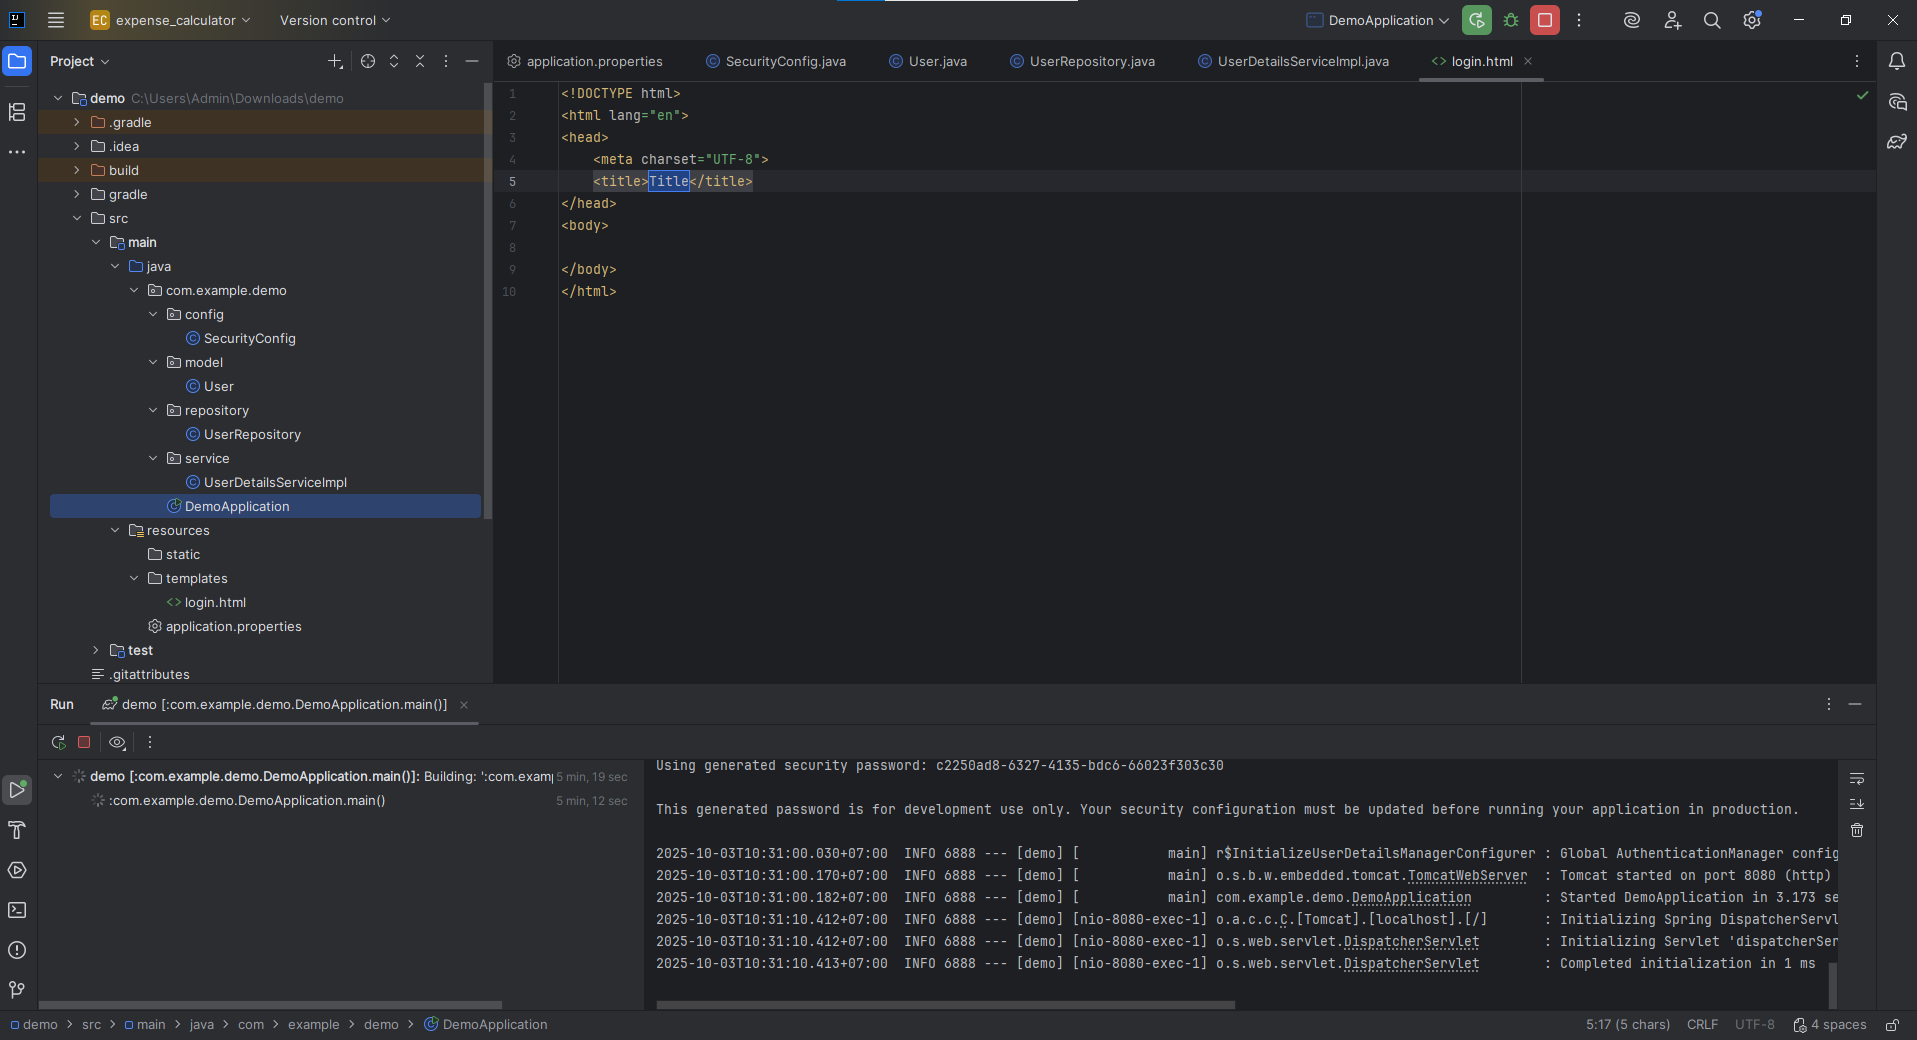 EC expense_calculator Version control DemoApplication
Project
application.properties SecurityConfig.java User.java UserRepository.java UserDetailsServiceImpl.java login.html
demo C:\Users\Admin\Downloads\demo
.gradle
.idea
build
gradle
src
main
java
com.example.demo
config
SecurityConfig
model
User
repository
UserRepository
service
UserDetailsServiceImpl
DemoApplication
resources
static
templates
login.html
application.properties
test
.gitattributes
1 <!DOCTYPE html>
2 <html lang="en">
3 <head>
4 <meta charset="UTF-8">
5 <title>Title</title>
6 </head>
7 <body>
8
9 </body>
10 </html>
Run demo [:com.example.demo.DemoApplication.main()]
demo [:com.example.demo.DemoApplication.main()]: Building: ':com.exam 5 min, 19 sec
:com.example.demo.DemoApplication.main() 5 min, 12 sec
Using generated security password: c2250ad8-6327-4135-bdc6-66023f303c30
This generated password is for development use only. Your security configuration must be updated before running your application in production.
2025-10-03T10:31:00.030+07:00 INFO 6888 --- [demo] [ main] r$InitializeUserDetailsManagerConfigurer : Global AuthenticationManager config
2025-10-03T10:31:00.170+07:00 INFO 6888 --- [demo] [ main] o.s.b.w.embedded.tomcat.TomcatWebServer : Tomcat started on port 8080 (http)
2025-10-03T10:31:00.182+07:00 INFO 6888 --- [demo] [ main] com.example.demo.DemoApplication : Started DemoApplication in 3.173 se
2025-10-03T10:31:10.412+07:00 INFO 6888 --- [demo] [nio-8080-exec-1] o.a.c.c.C.[Tomcat].[localhost].[/] : Initializing Spring DispatcherServl
2025-10-03T10:31:10.412+07:00 INFO 6888 --- [demo] [nio-8080-exec-1] o.s.web.servlet.DispatcherServlet : Initializing Servlet 'dispatcherSer
2025-10-03T10:31:10.413+07:00 INFO 6888 --- [demo] [nio-8080-exec-1] o.s.web.servlet.DispatcherServlet : Completed initialization in 1 ms
demo > src > main > java > com > example > demo > DemoApplication 5:17 (5 chars) CRLF UTF-8 4 spaces